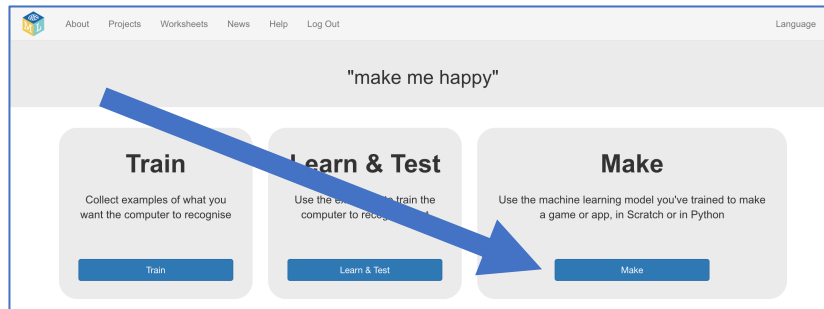 About Projects Worksheets News Help Log Out Language
"make me happy"
Train
Collect examples of what you
want the computer to recognise
Train
Learn & Test
Use the to train the
computer to
Learn & Test
Make
Use the machine learning model you've trained to make
a game or app, in Scratch or in Python
Make